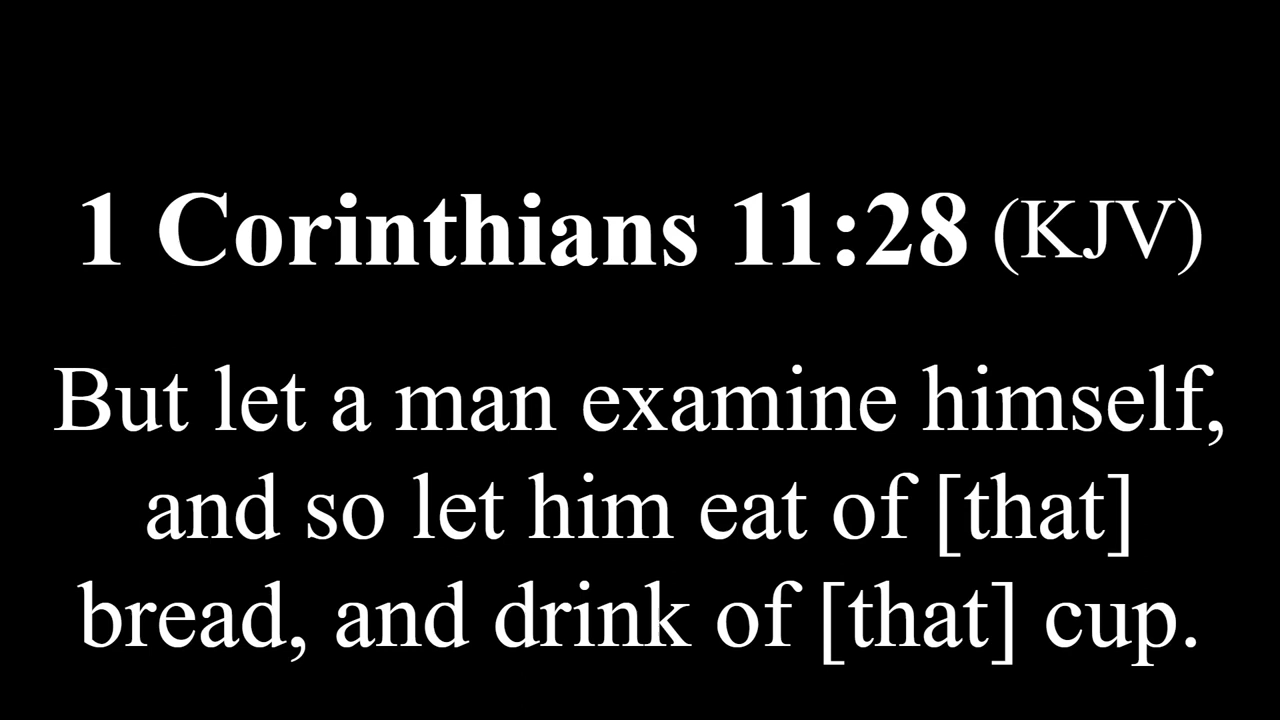 1 Corinthians 11:28 (KJV)
But let a man examine himself,
and so let him eat of [that]
bread, and drink of [that] cup.